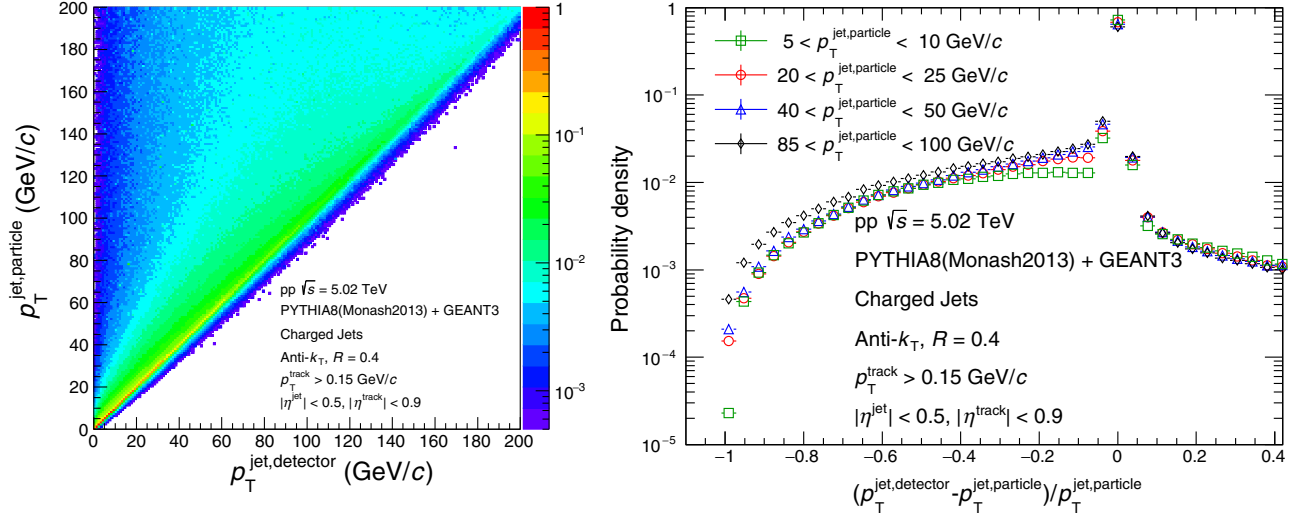 200
180
160
140
120
100
80
60
40
20
0
0 20 40 60 80 100 120 140 160 180 200
p_T^jet,particle (GeV/c)
p_T^jet,detector (GeV/c)
1
10^−1
10^−2
10^−3
pp √s = 5.02 TeV
PYTHIA8(Monash2013) + GEANT3
Charged Jets
Anti-k_T, R = 0.4
p_T^track > 0.15 GeV/c
|η^jet| < 0.5, |η^track| < 0.9
Probability density
1
10^−1
10^−2
10^−3
10^−4
10^−5
5 < p_T^jet,particle < 10 GeV/c
20 < p_T^jet,particle < 25 GeV/c
40 < p_T^jet,particle < 50 GeV/c
85 < p_T^jet,particle < 100 GeV/c
pp √s = 5.02 TeV
PYTHIA8(Monash2013) + GEANT3
Charged Jets
Anti-k_T, R = 0.4
p_T^track > 0.15 GeV/c
|η^jet| < 0.5, |η^track| < 0.9
−1 −0.8 −0.6 −0.4 −0.2 0 0.2 0.4
(p_T^jet,detector-p_T^jet,particle)/p_T^jet,particle